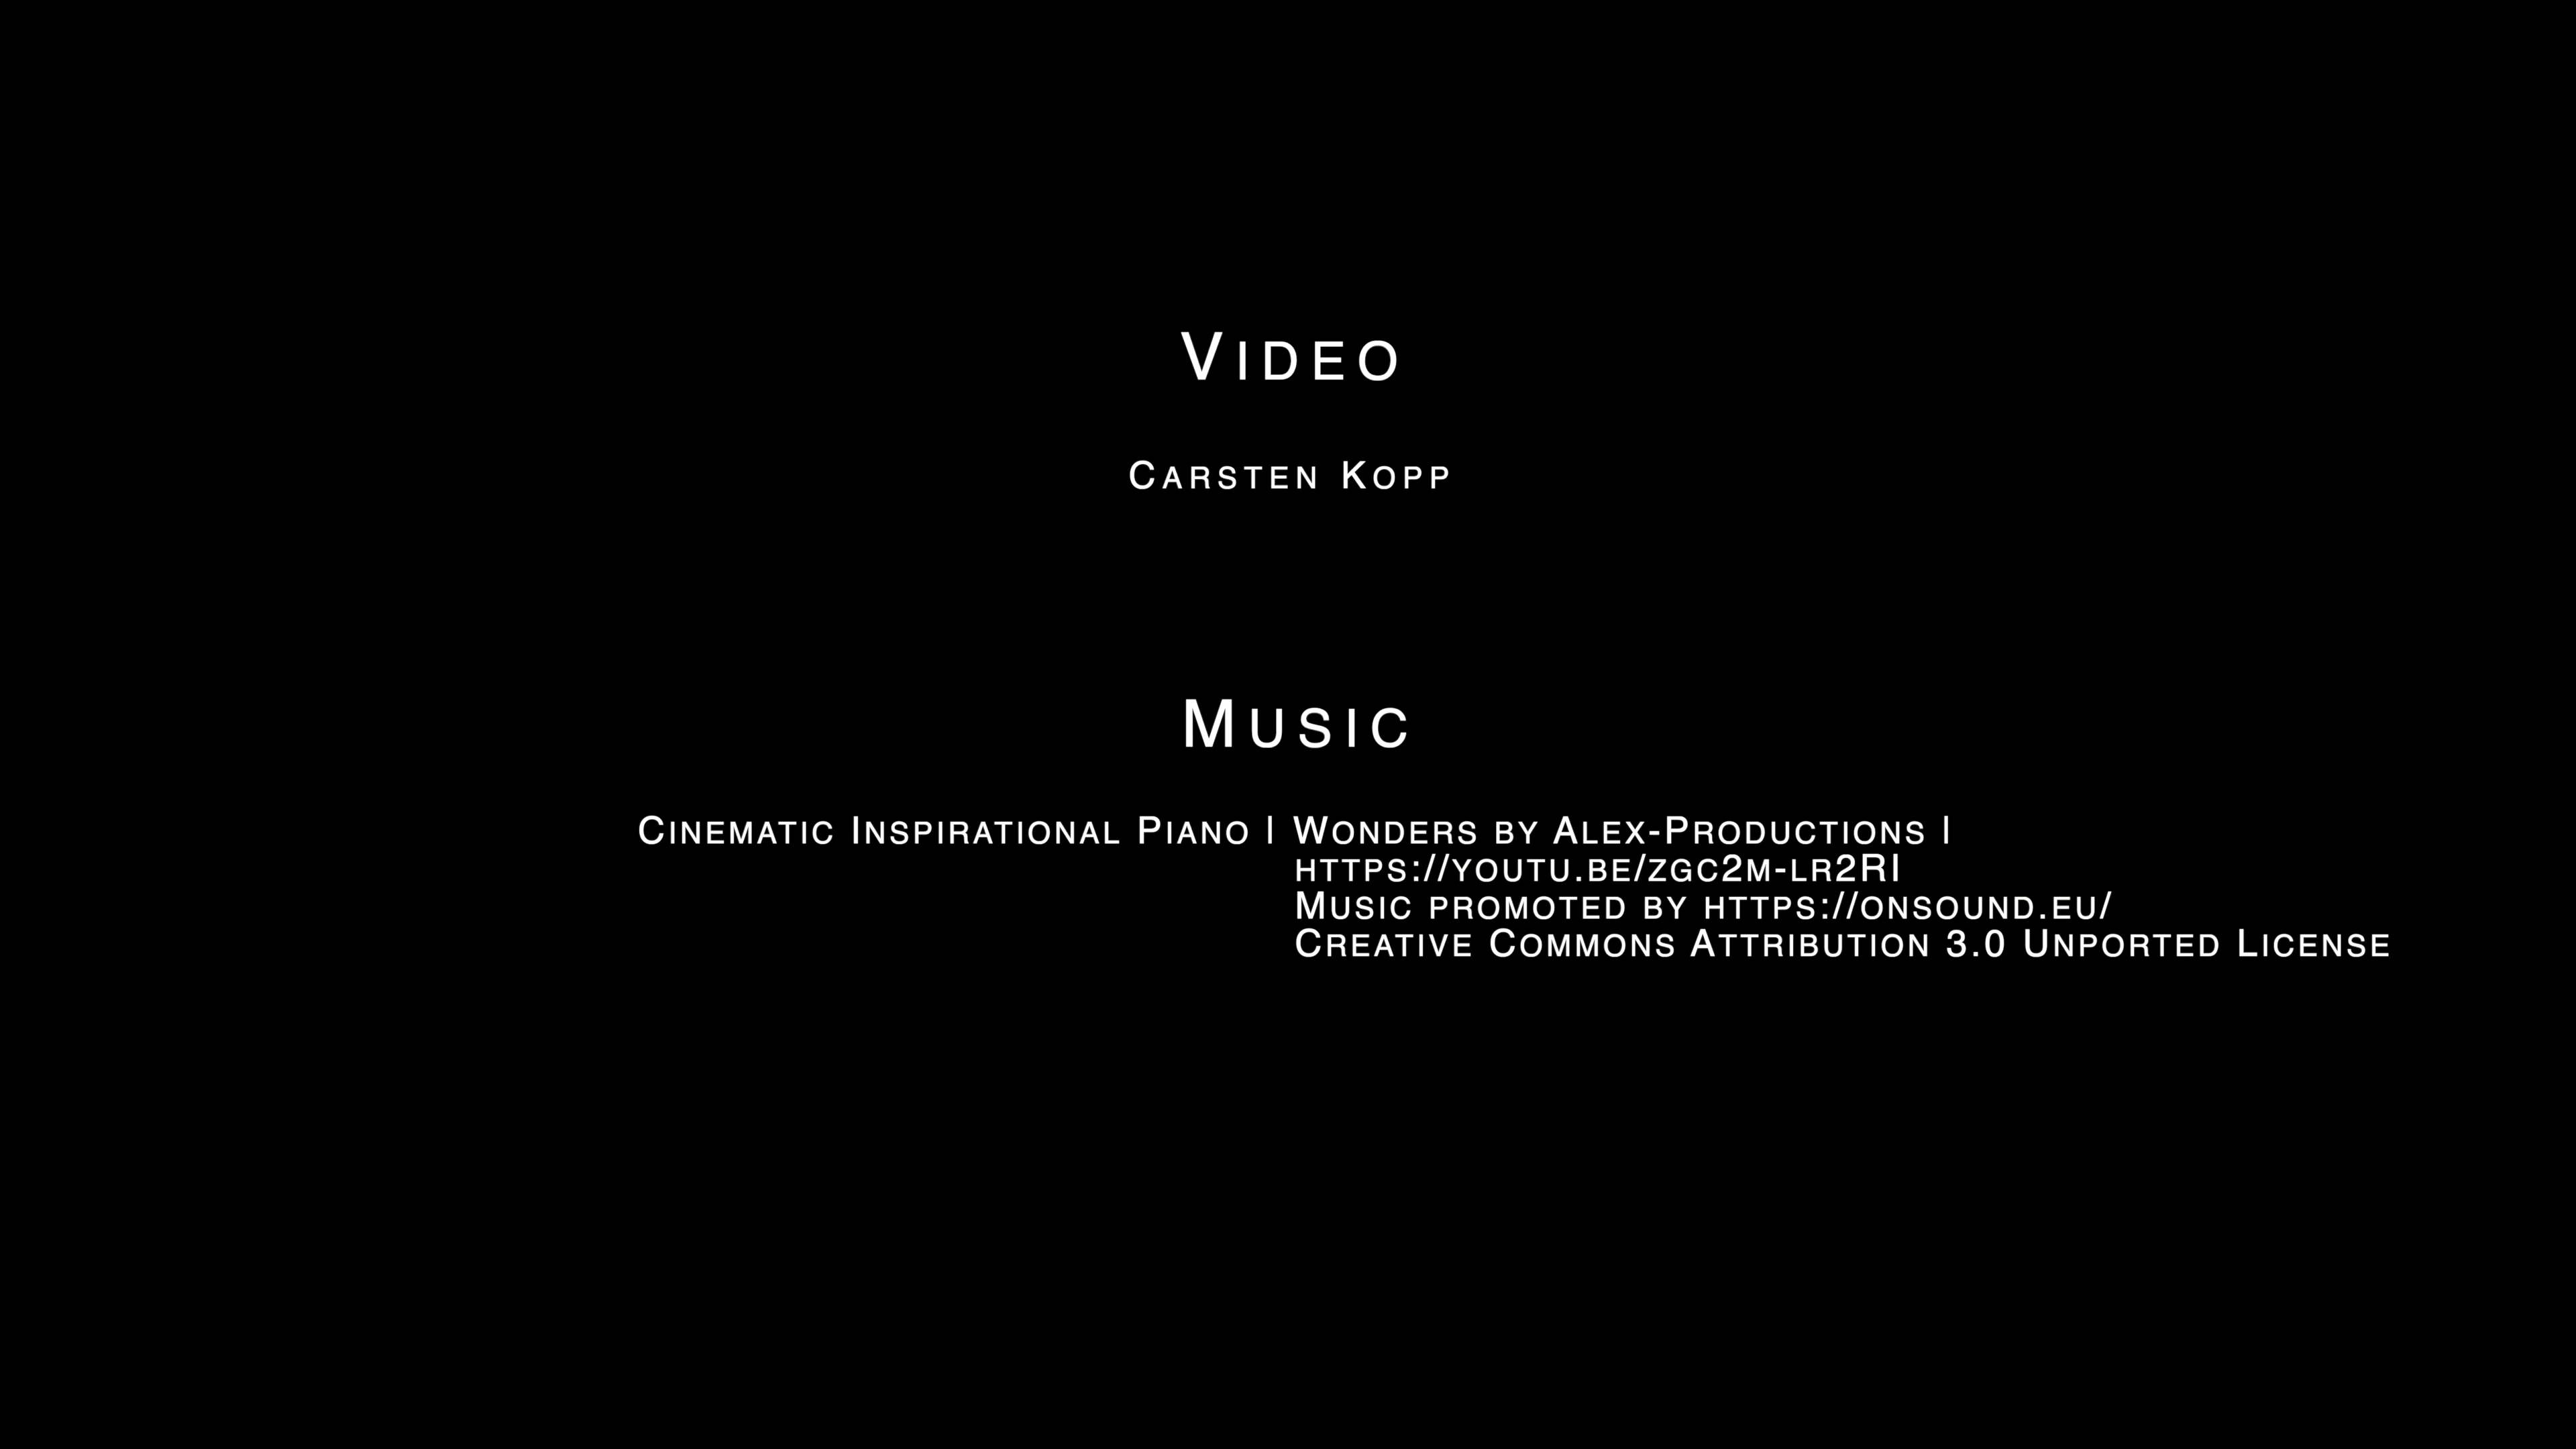 Video
Carsten Kopp
Music
Cinematic Inspirational Piano | Wonders by Alex-Productions |
https://youtu.be/zgc2m-lr2RI
Music promoted by https://onsound.eu/
Creative Commons Attribution 3.0 Unported License